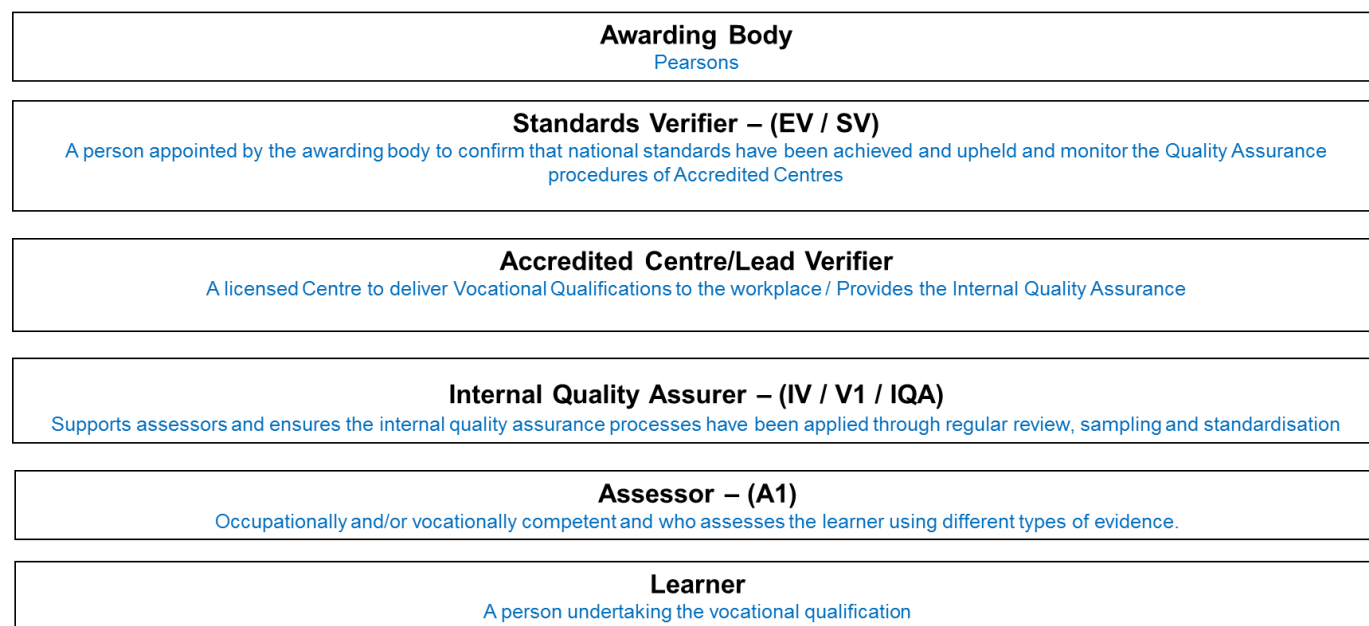 Awarding Body
Pearsons
Standards Verifier – (EV / SV)
A person appointed by the awarding body to confirm that national standards have been achieved and upheld and monitor the Quality Assurance
procedures of Accredited Centres
Accredited Centre/Lead Verifier
A licensed Centre to deliver Vocational Qualifications to the workplace / Provides the Internal Quality Assurance
Internal Quality Assurer – (IV / V1 / IQA)
Supports assessors and ensures the internal quality assurance processes have been applied through regular review, sampling and standardisation
Assessor – (A1)
Occupationally and/or vocationally competent and who assesses the learner using different types of evidence.
Learner
A person undertaking the vocational qualification